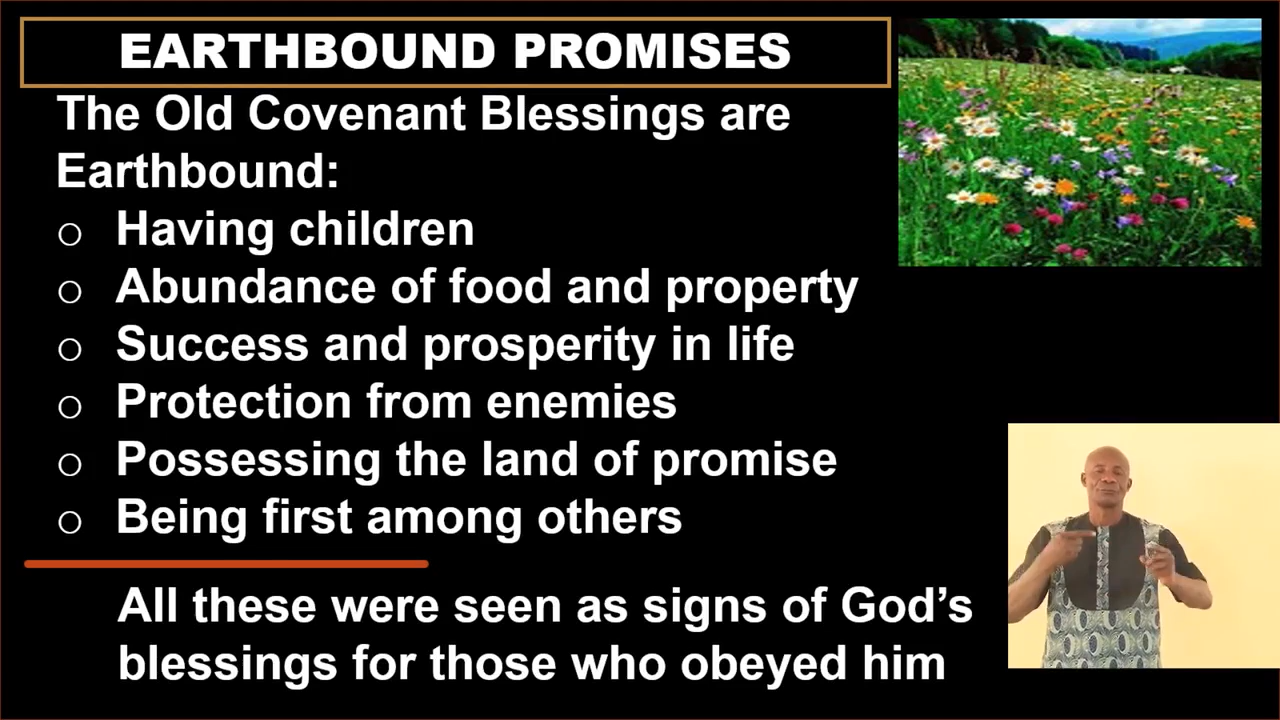 EARTHBOUND PROMISES
The Old Covenant Blessings are
Earthbound:
o Having children
o Abundance of food and property
o Success and prosperity in life
o Protection from enemies
o Possessing the land of promise
o Being first among others
All these were seen as signs of God’s
blessings for those who obeyed him